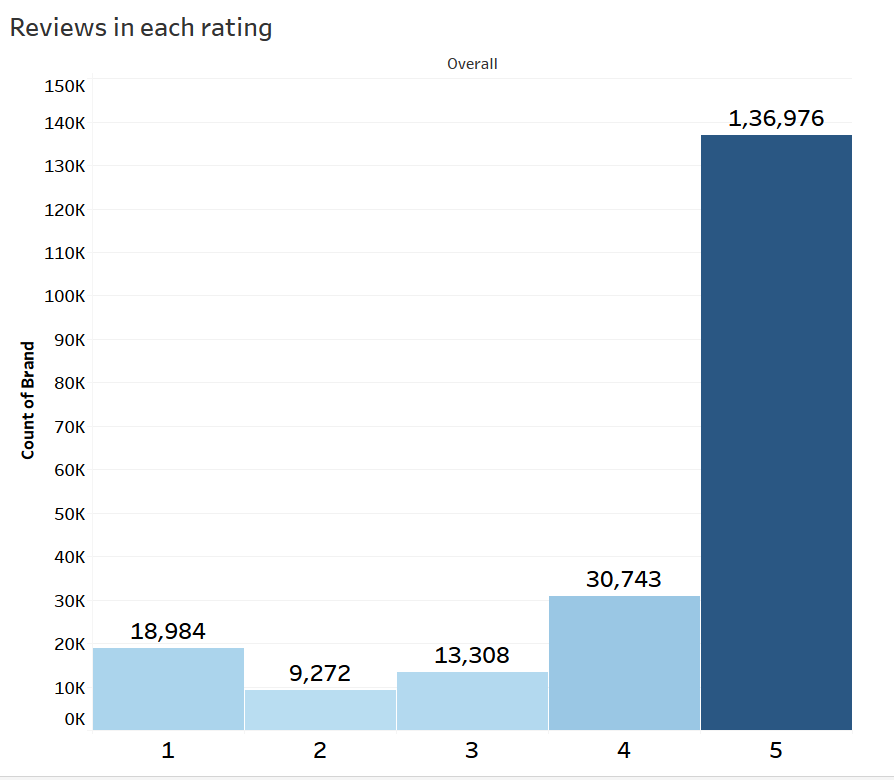 Reviews in each rating
Overall
150K
140K
1,36,976
130K
120K
110K
100K
90K
Count of Brand
80K
70K
60K
50K
40K
30,743
30K
18,984
20K
13,308
9,272
10K
0K
1 2 3 4 5